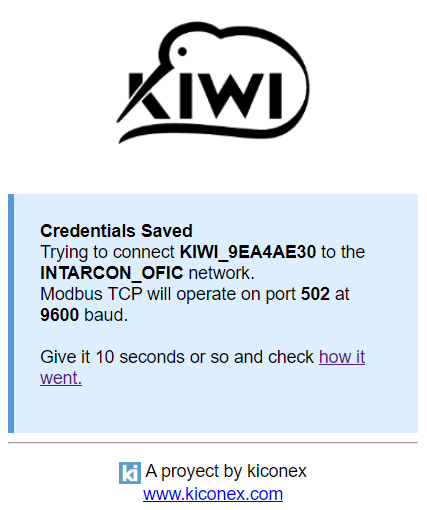 KIWI
Credentials Saved
Trying to connect KIWI_9EA4AE30 to the
INTARCON_OFIC network.
Modbus TCP will operate on port 502 at
9600 baud.
Give it 10 seconds or so and check how it
went.
ki A proyect by kiconex
www.kiconex.com